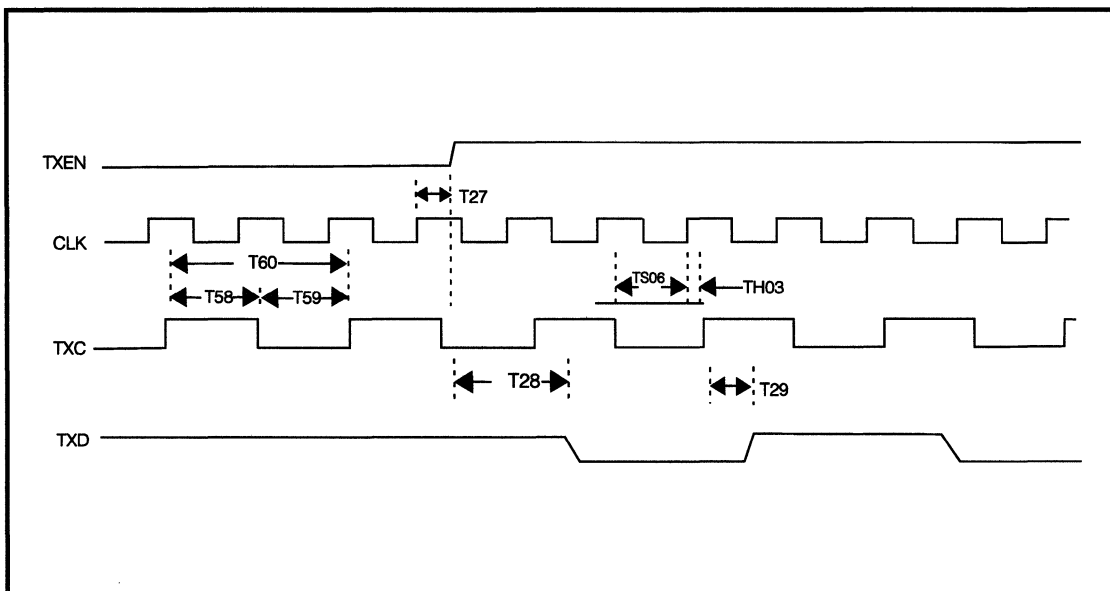 TXEN
T27
CLK
T60
TS06
TH03
T58
T59
TXC
T28
T29
TXD